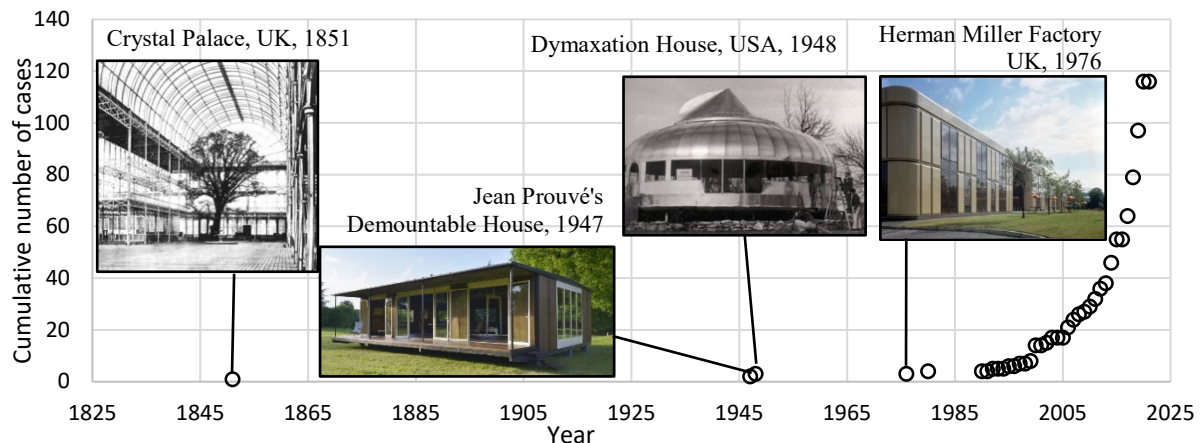 140
120
100
80
60
40
20
0
Cumulative number of cases
Crystal Palace, UK, 1851
Jean Prouvé's
Demountable House, 1947
Dymaxation House, USA, 1948
Herman Miller Factory
UK, 1976
1825 1845 1865 1885 1905 1925 1945 1965 1985 2005 2025
Year